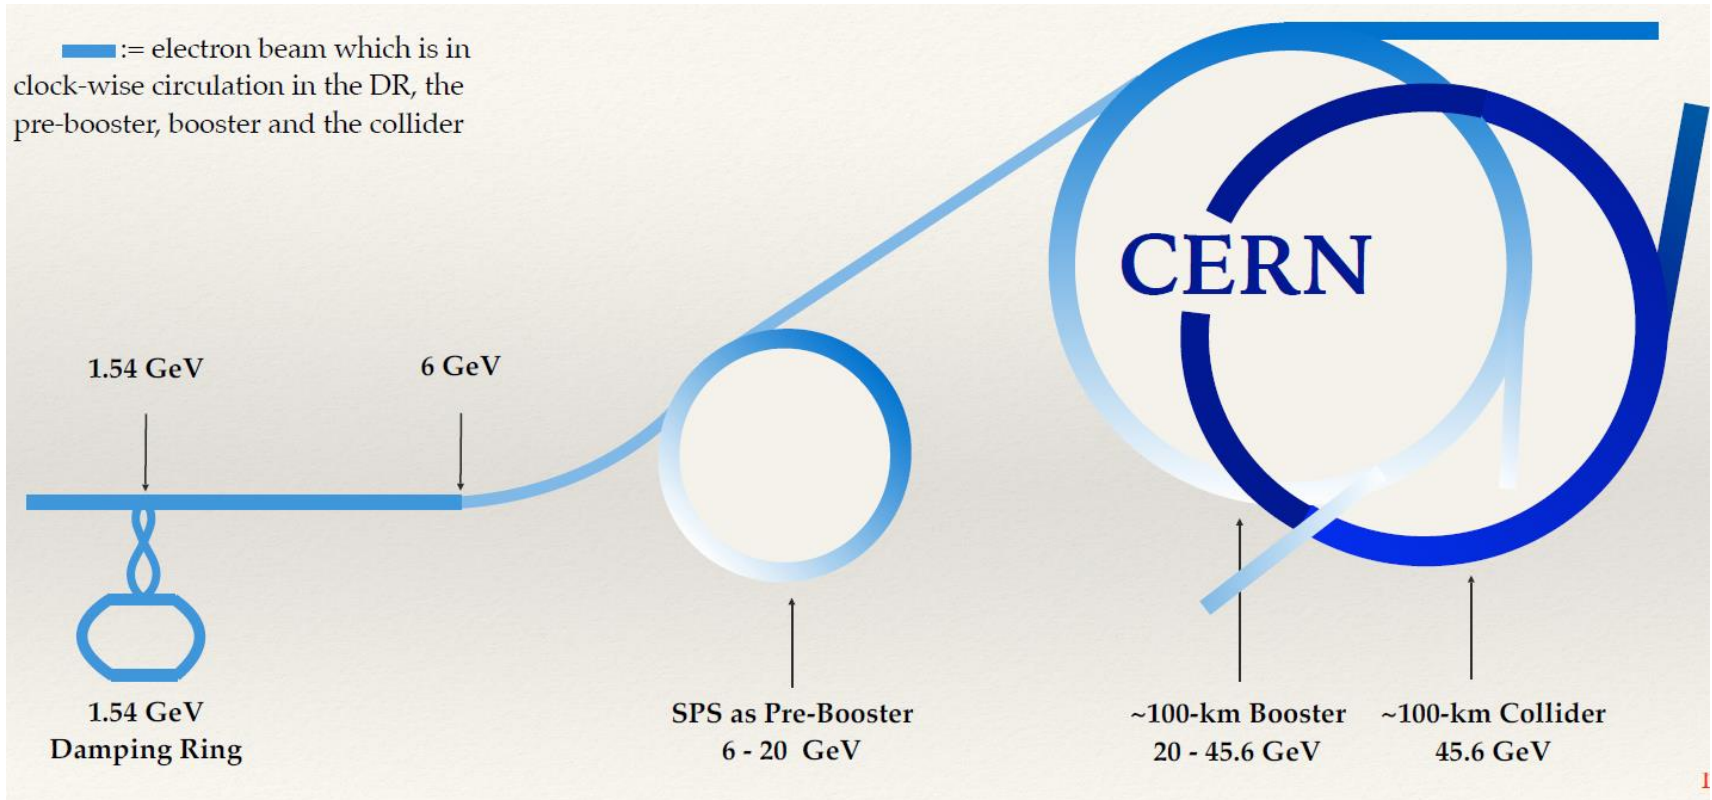 := electron beam which is in
clock-wise circulation in the DR, the
pre-booster, booster and the collider
CERN
1.54 GeV
6 GeV
1.54 GeV
Damping Ring
SPS as Pre-Booster
6 - 20 GeV
~100-km Booster
20 - 45.6 GeV
~100-km Collider
45.6 GeV